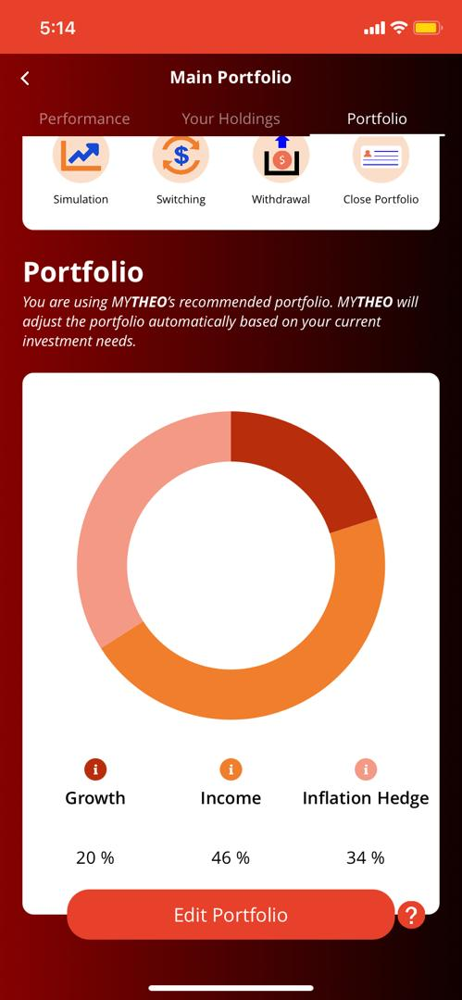 5:14
Main Portfolio
Performance Your Holdings Portfolio
$ $
Simulation Switching Withdrawal Close Portfolio
Portfolio
You are using MYTHEO's recommended portfolio. MYTHEO will
adjust the portfolio automatically based on your current
investment needs.
i i i
Growth Income Inflation Hedge
20 % 46 % 34 %
Edit Portfolio ?